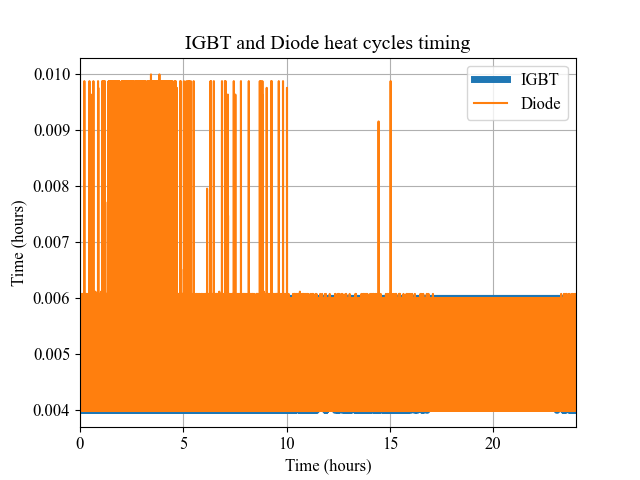 IGBT and Diode heat cycles timing
0.010
0.009
0.008
0.007
0.006
0.005
0.004
Time (hours)
IGBT
Diode
0 5 10 15 20
Time (hours)